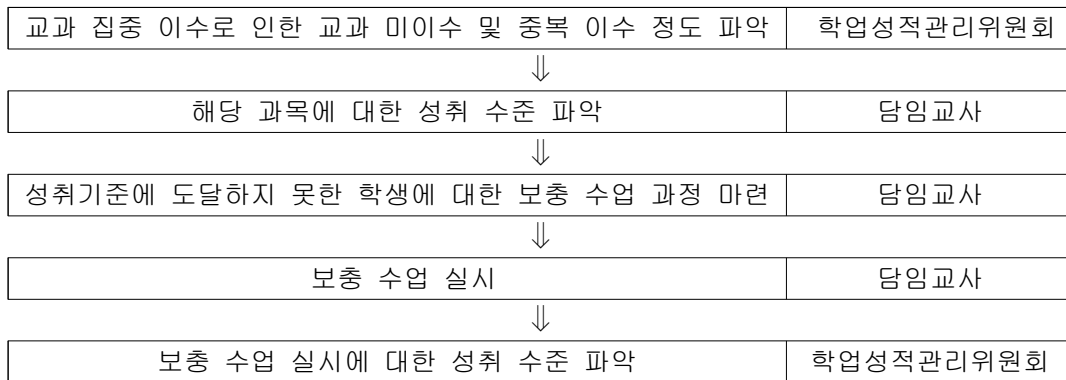 교과 집중 이수로 인한 교과 미이수 및 중복 이수 정도 파악 학업성적관리위원회
⇓
해당 과목에 대한 성취 수준 파악 담임교사
⇓
성취기준에 도달하지 못한 학생에 대한 보충 수업 과정 마련 담임교사
⇓
보충 수업 실시 담임교사
⇓
보충 수업 실시에 대한 성취 수준 파악 학업성적관리위원회